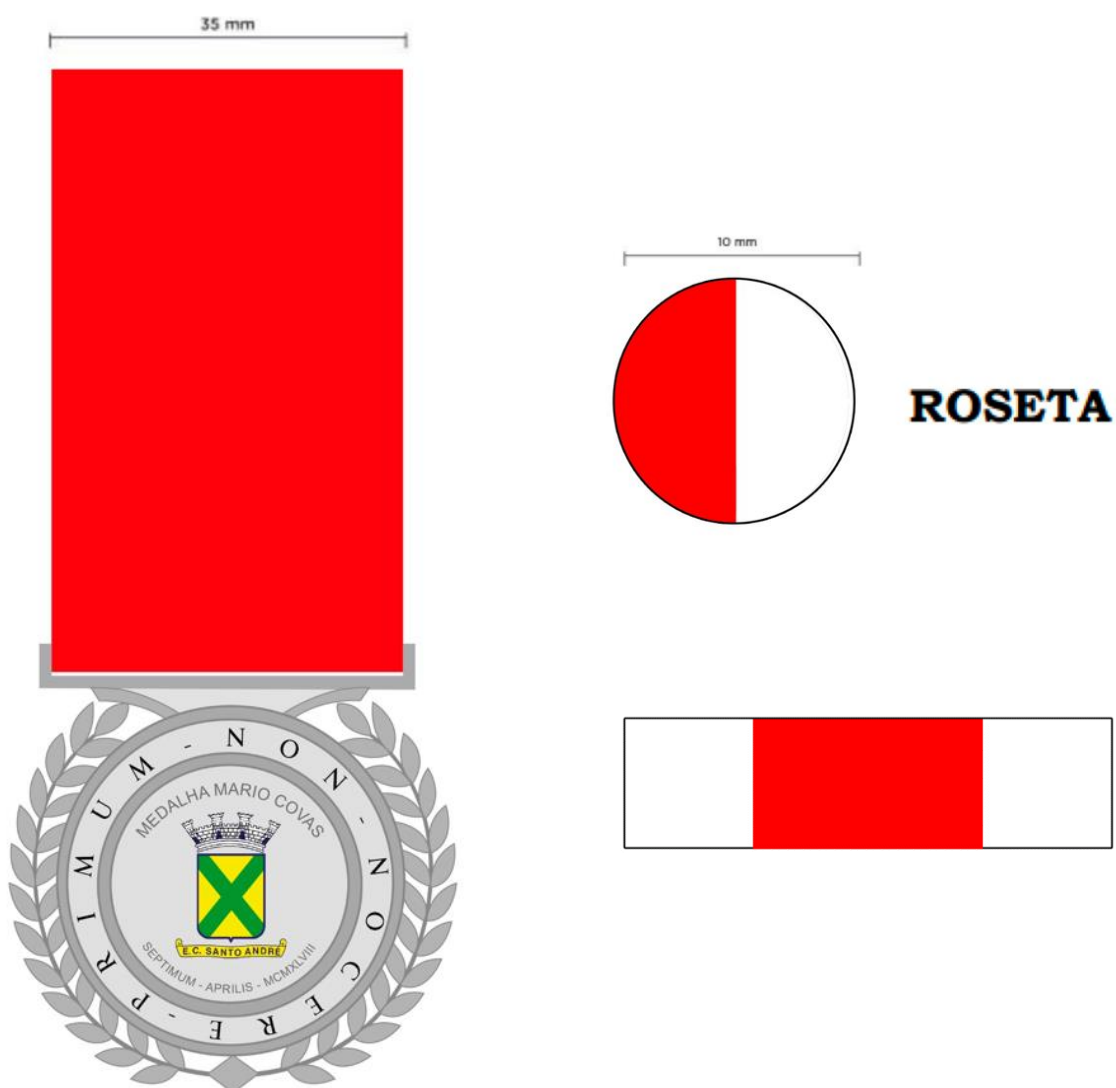 35 mm
10 mm
ROSETA
PRIMUM - NON - NOCERE -
MEDALHA MARIO COVAS
E.C. SANTO ANDRÉ
SEPTIMUM - APRILIS - MCMXLVIII